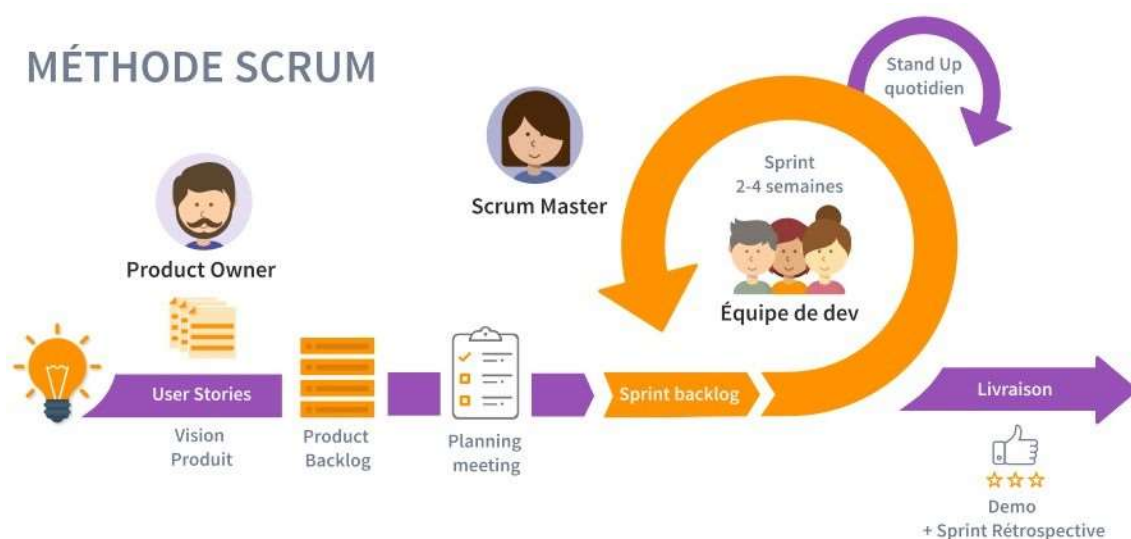 MÉTHODE SCRUM
Stand Up
quotidien
Sprint
2-4 semaines
Scrum Master
Product Owner
Équipe de dev
User Stories
Sprint backlog
Livraison
Vision
Produit
Product
Backlog
Planning
meeting
Demo
+ Sprint Rétrospective